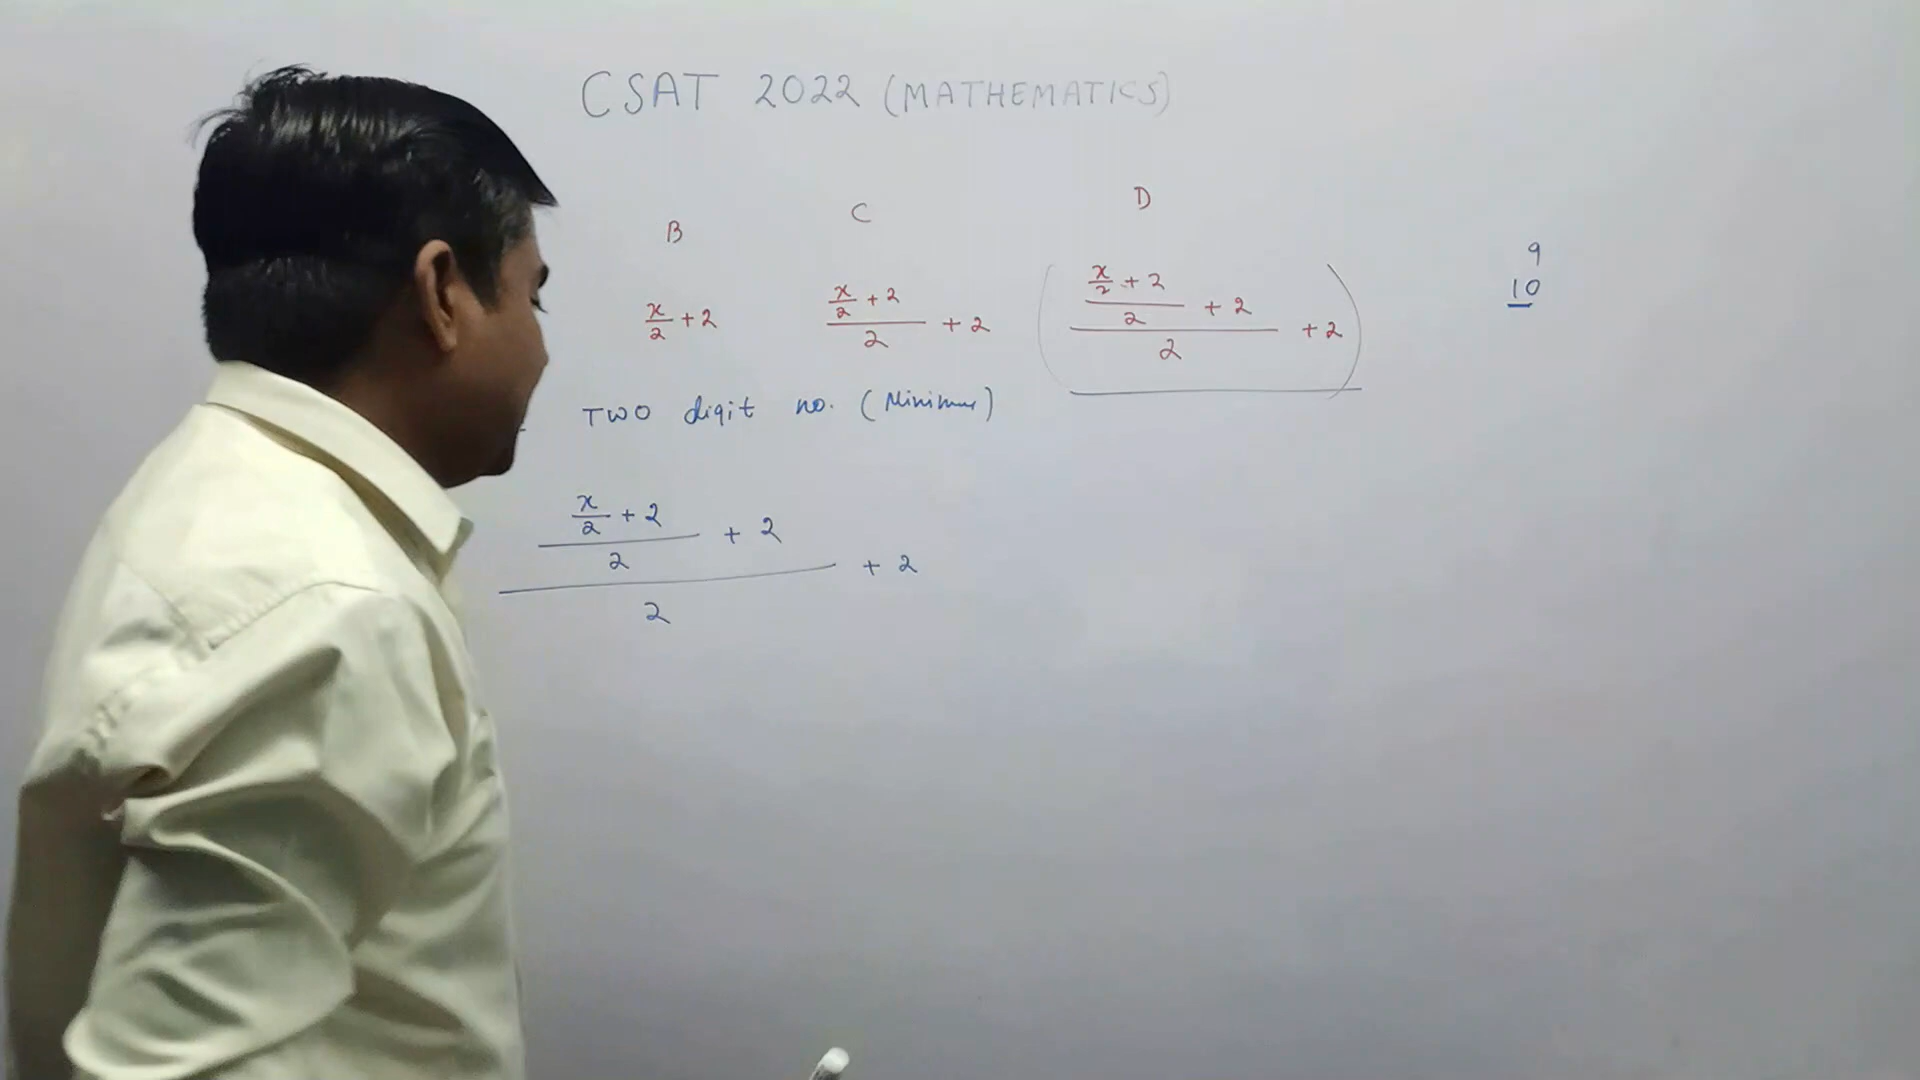 CSAT 2022 (MATHEMATICS)
B C D
x/2 + 2
(x/2 + 2)/2 + 2
(((x/2 + 2)/2 + 2)/2 + 2)
9
10
TWO digit no. (Minimum)
((x/2 + 2)/2 + 2)/2 + 2